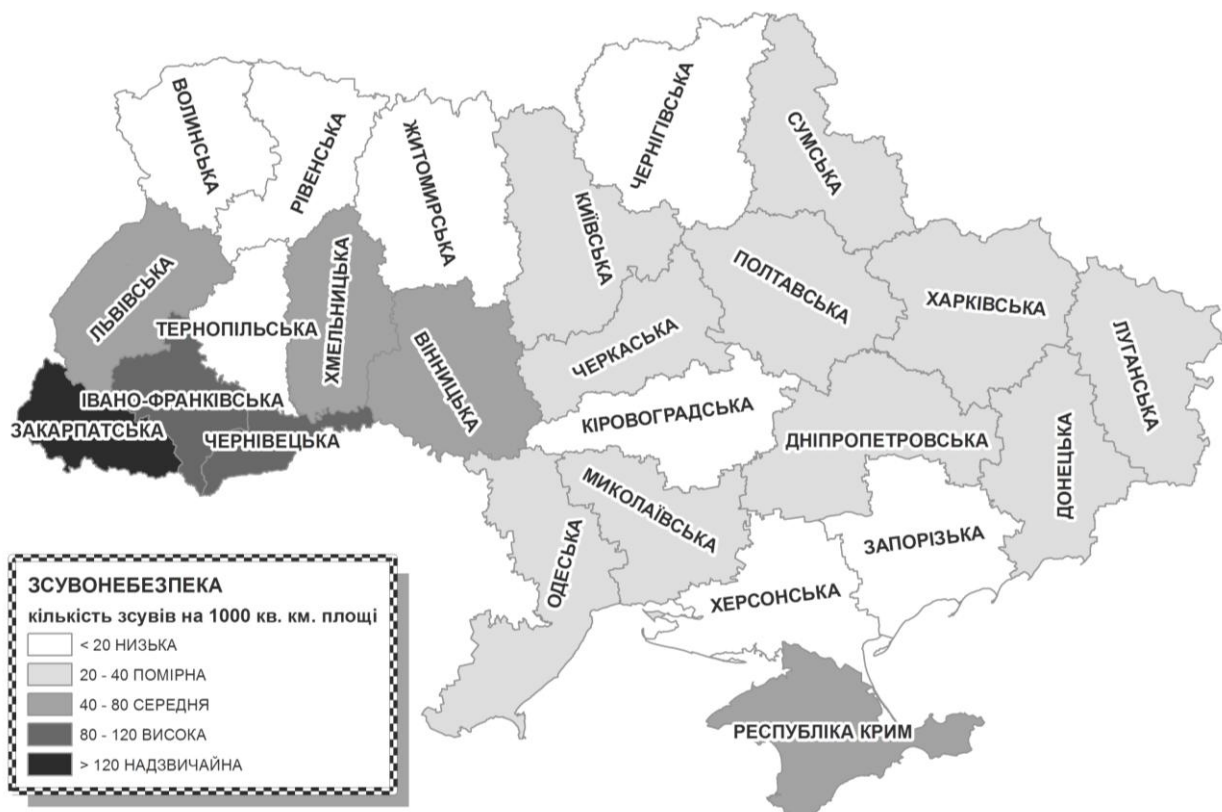 ВОЛИНСЬКА
РІВЕНСЬКА
ЖИТОМИРСЬКА
ЧЕРНІГІВСЬКА
СУМСЬКА
КИЇВСЬКА
ЛЬВІВСЬКА
ТЕРНОПІЛЬСЬКА
ХМЕЛЬНИЦЬКА
ВІННИЦЬКА
ЧЕРКАСЬКА
ПОЛТАВСЬКА
ХАРКІВСЬКА
ЛУГАНСЬКА
ІВАНО-ФРАНКІВСЬКА
ЗАКАРПАТСЬКА
ЧЕРНІВЕЦЬКА
КІРОВОГРАДСЬКА
ДНІПРОПЕТРОВСЬКА
ДОНЕЦЬКА
МИКОЛАЇВСЬКА
ОДЕСЬКА
ЗАПОРІЗЬКА
ХЕРСОНСЬКА
РЕСПУБЛІКА КРИМ
ЗСУВОНЕБЕЗПЕКА
кількість зсувів на 1000 кв. км. площі
< 20 НИЗЬКА
20 - 40 ПОМІРНА
40 - 80 СЕРЕДНЯ
80 - 120 ВИСОКА
> 120 НАДЗВИЧАЙНА